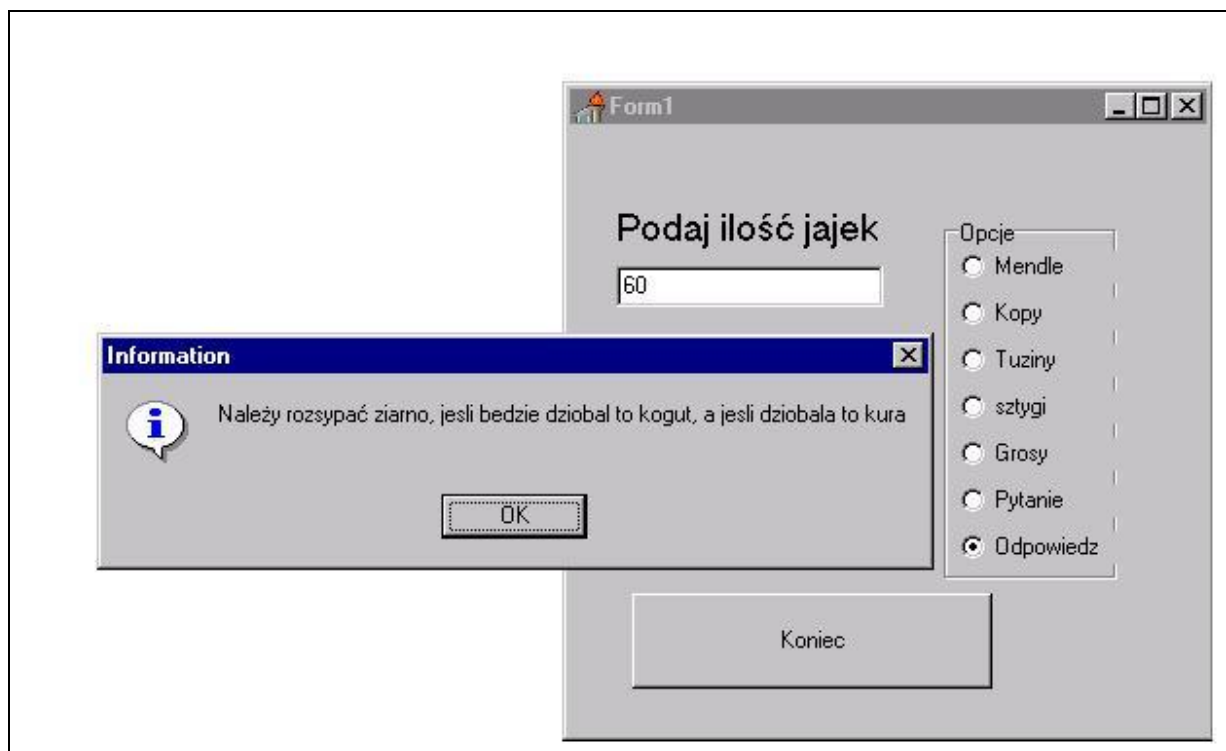 Form1
Podaj ilość jajek
60
Opcje
Mendle
Kopy
Tuziny
sztygi
Grosy
Pytanie
Odpowiedz
Information
Należy rozsypać ziarno, jesli bedzie dziobal to kogut, a jesli dziobala to kura
OK
Koniec